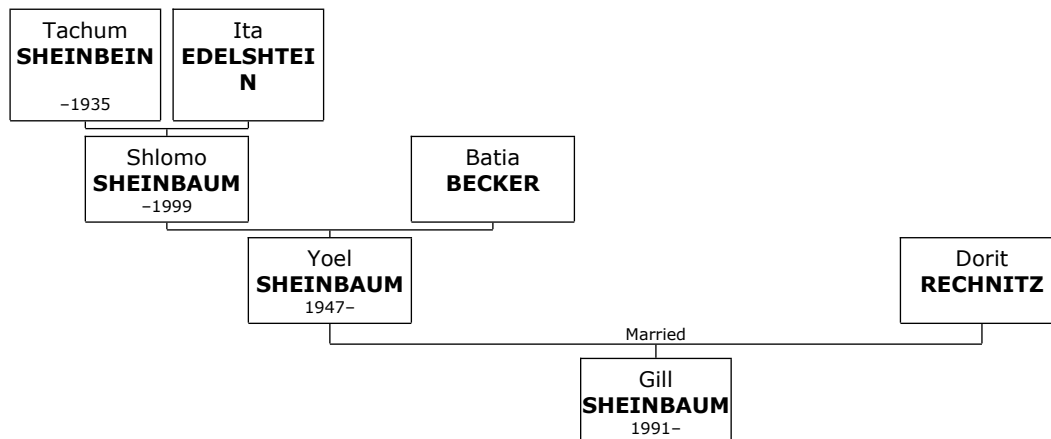 Tachum
SHEINBEIN
–1935
Ita
EDELSHTEI
N
Shlomo
SHEINBAUM
–1999
Batia
BECKER
Yoel
SHEINBAUM
1947–
Dorit
RECHNITZ
Married
Gill
SHEINBAUM
1991–